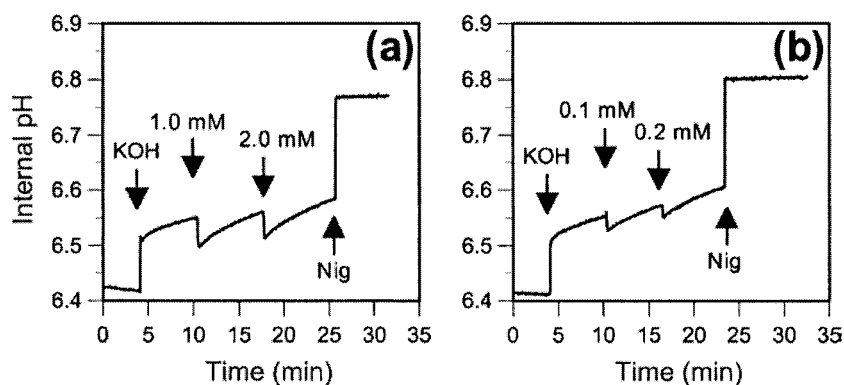 (a)
6.9
6.8
6.7
6.6
6.5
6.4
Internal pH
KOH
1.0 mM
2.0 mM
Nig
0 5 10 15 20 25 30 35
Time (min)
(b)
6.9
6.8
6.7
6.6
6.5
6.4
KOH
0.1 mM
0.2 mM
Nig
0 5 10 15 20 25 30 35
Time (min)